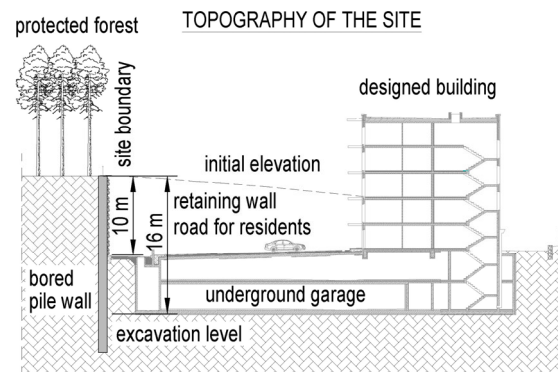 TOPOGRAPHY OF THE SITE
protected forest
site boundary
designed building
initial elevation
10 m
16 m
retaining wall
road for residents
bored
pile wall
underground garage
excavation level